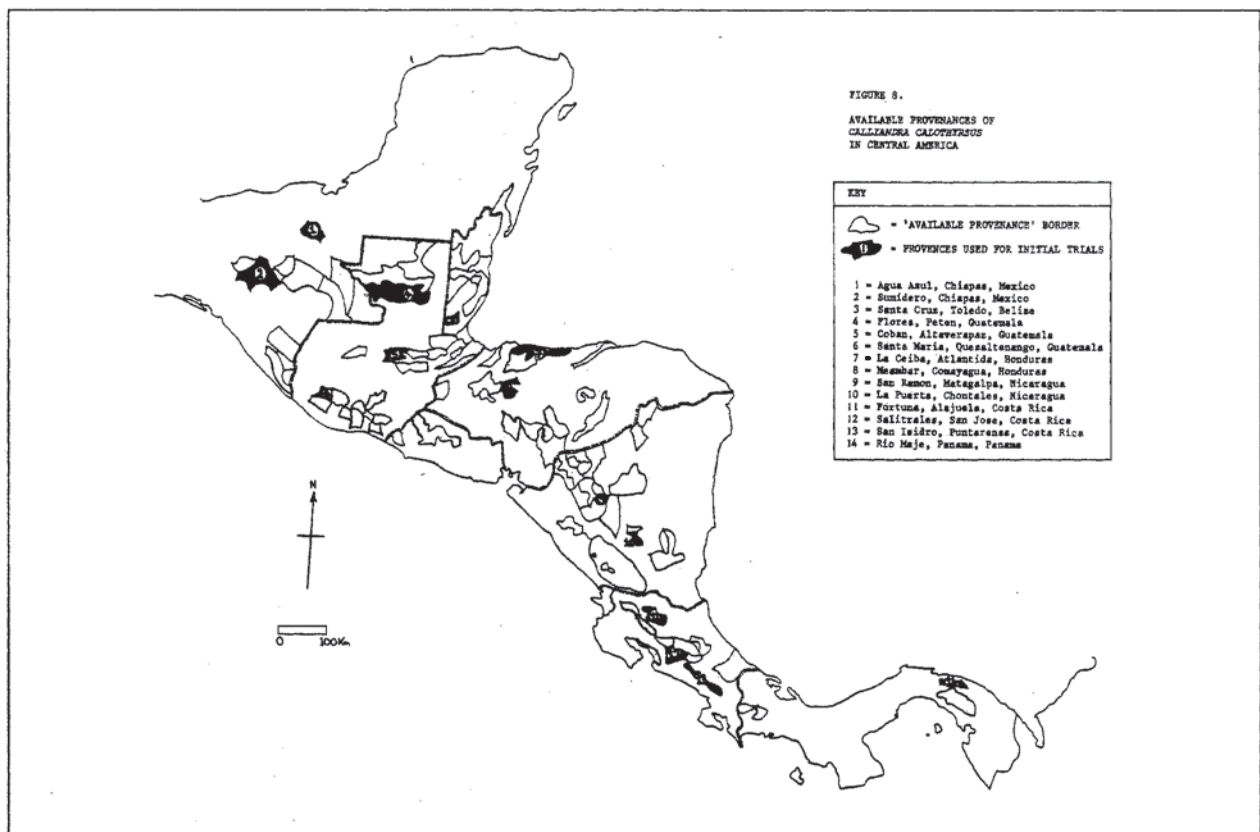 FIGURE 8.
AVAILABLE PROVENANCES OF
CALLIANDRA CALOTHYRSUS
IN CENTRAL AMERICA
KEY
= 'AVAILABLE PROVENANCE' BORDER
= PROVENCES USED FOR INITIAL TRIALS
1 = Agua Azul, Chiapas, Mexico
2 = Sumidero, Chiapas, Mexico
3 = Santa Cruz, Toledo, Belize
4 = Flores, Peten, Guatemala
5 = Coban, Altaverapaz, Guatemala
6 = Santa Maria, Quezaltenango, Guatemala
7 = La Ceiba, Atlantida, Honduras
8 = Meambar, Comayagua, Honduras
9 = San Ramon, Matagalpa, Nicaragua
10 = La Puerta, Chontales, Nicaragua
11 = Fortuna, Alajuela, Costa Rica
12 = Salitrales, San Jose, Costa Rica
13 = San Isidro, Puntarenas, Costa Rica
14 = Rio Maje, Panama, Panama
1
2
N
0 100Km